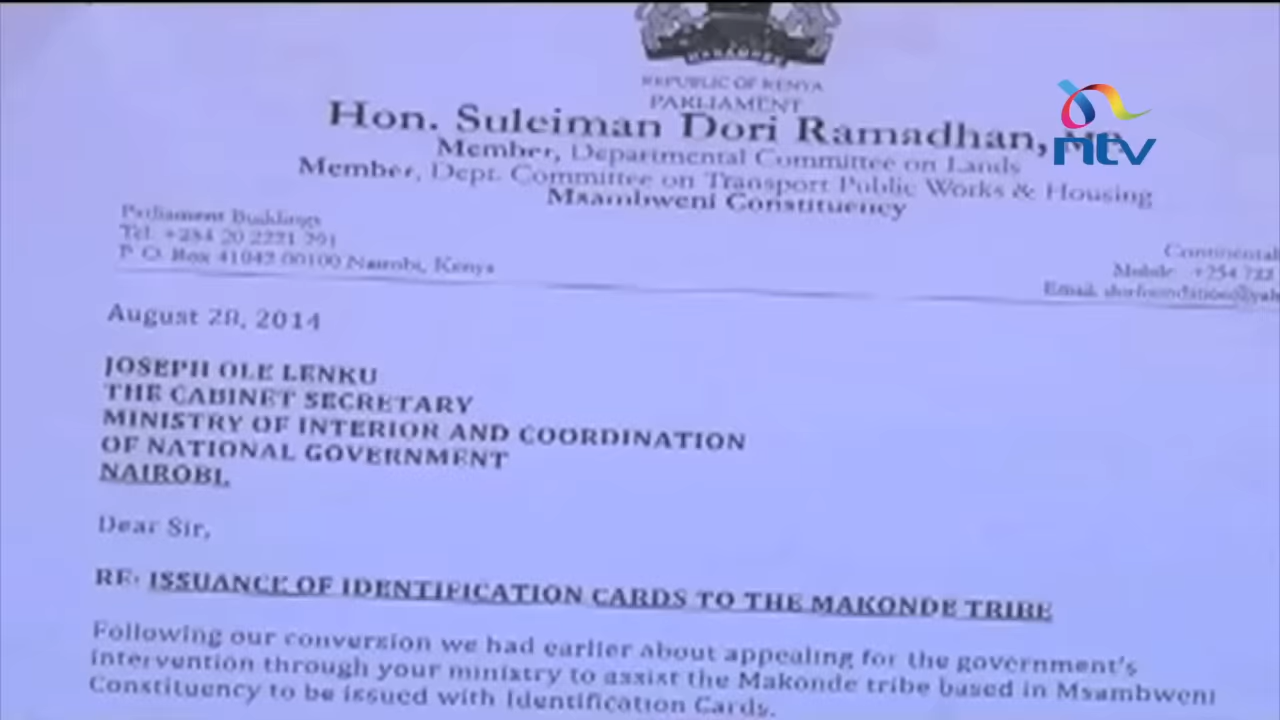 HARAMBEE
REPUBLIC OF KENYA
PARLIAMENT
Hon. Suleiman Dori Ramadhan,
ntv
Member, Departmental Committee on Lands
Member, Dept. Committee on Transport Public Works & Housing
Msambweni Constituency
Parliament Buildings
Tel: +254 20 2221 291
P. O. Box 41042-00100 Nairobi, Kenya
Continental
Mobile: +254 722
Email:
August 28, 2014
JOSEPH OLE LENKU
THE CABINET SECRETARY
MINISTRY OF INTERIOR AND COORDINATION
OF NATIONAL GOVERNMENT
NAIROBI.
Dear Sir,
RE: ISSUANCE OF IDENTIFICATION CARDS TO THE MAKONDE TRIBE
Following our conversion we had earlier about appealing for the government's
intervention through your ministry to assist the Makonde tribe based in Msambweni
Constituency to be issued with Identification Cards.